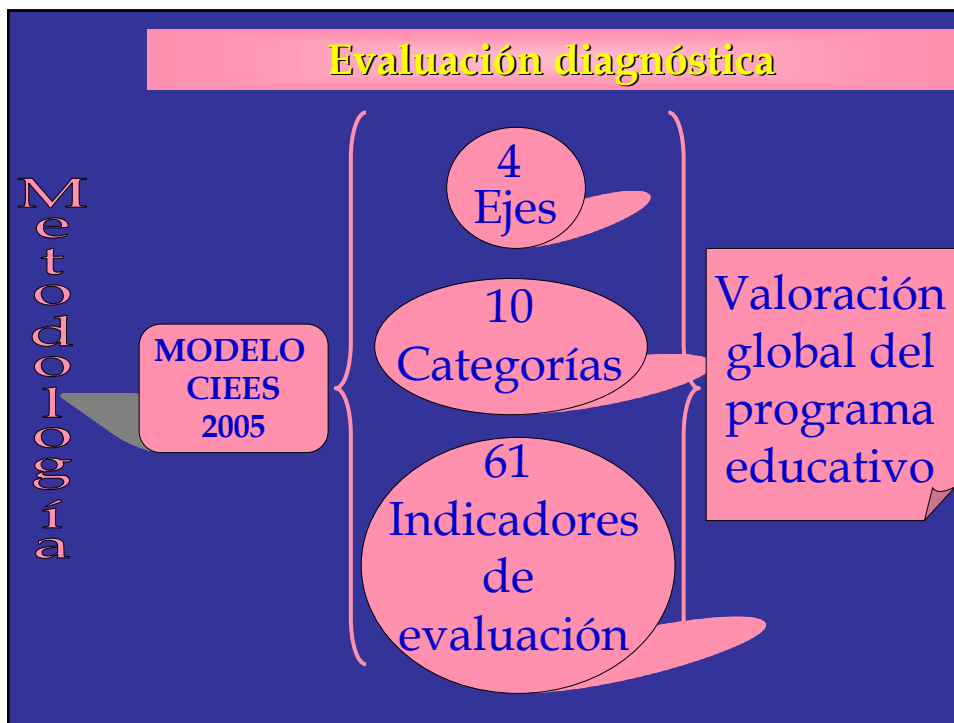 Evaluación diagnóstica
Metodología
MODELO
CIEES
2005
4
Ejes
10
Categorías
61
Indicadores
de
evaluación
Valoración
global del
programa
educativo